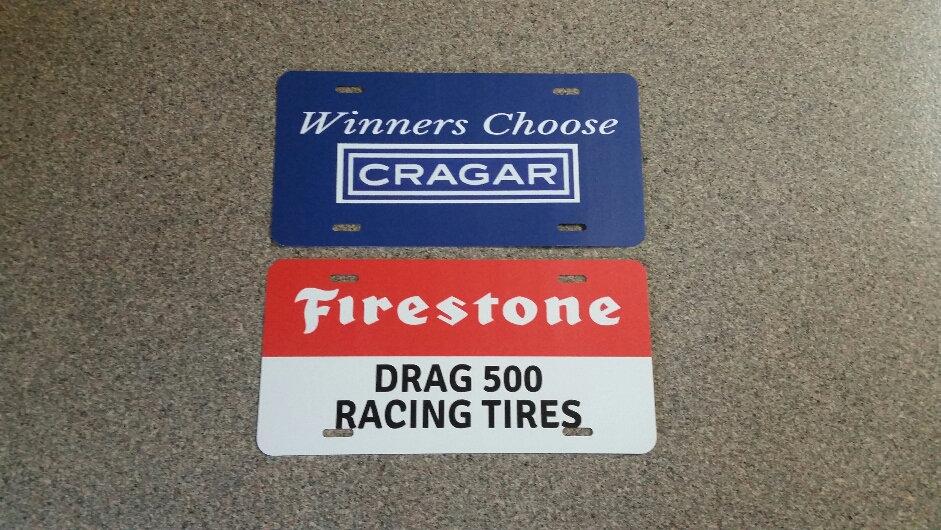 Winners Choose
CRAGAR
Firestone
DRAG 500
RACING TIRES